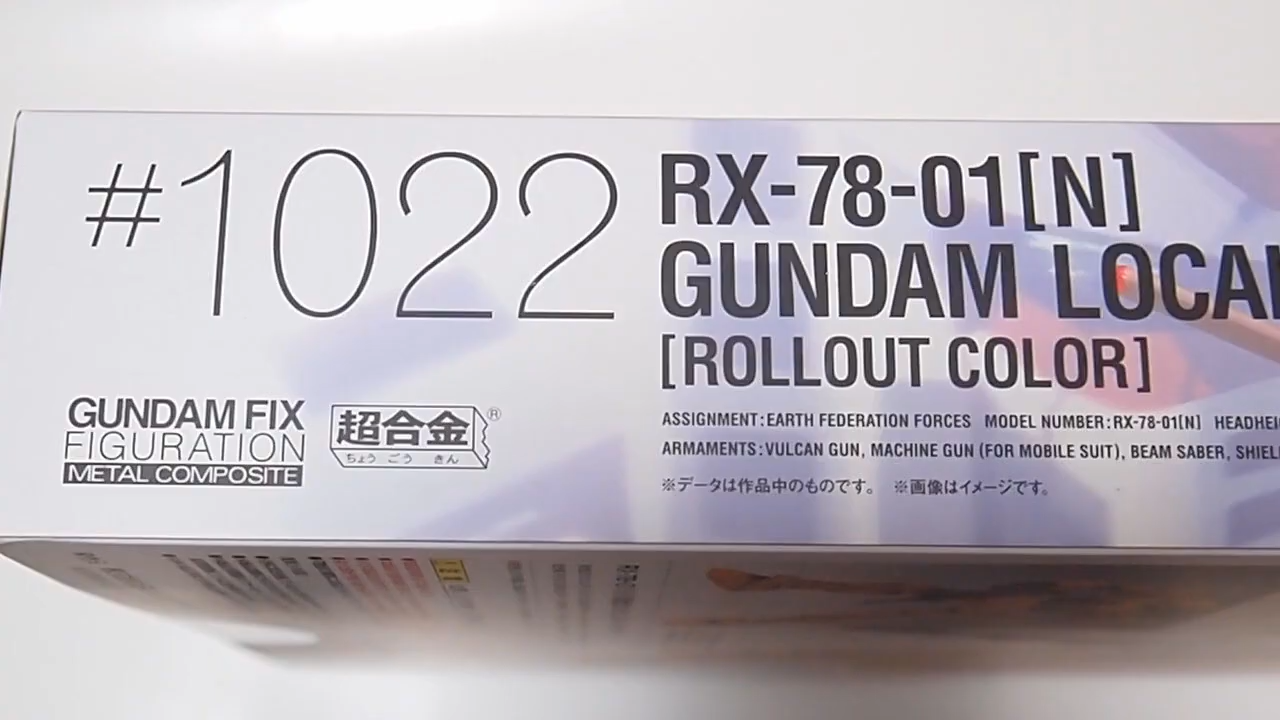 #1022
RX-78-01[N]
GUNDAM LOCAL
[ROLLOUT COLOR]
GUNDAM FIX
FIGURATION
METAL COMPOSITE
超合金®
ちょう ごう きん
ASSIGNMENT:EARTH FEDERATION FORCES MODEL NUMBER:RX-78-01[N]
ARMAMENTS:VULCAN GUN, MACHINE GUN (FOR MOBILE SUIT), BEAM SABER,
※データは作品中のものです。 ※画像はイメージです。